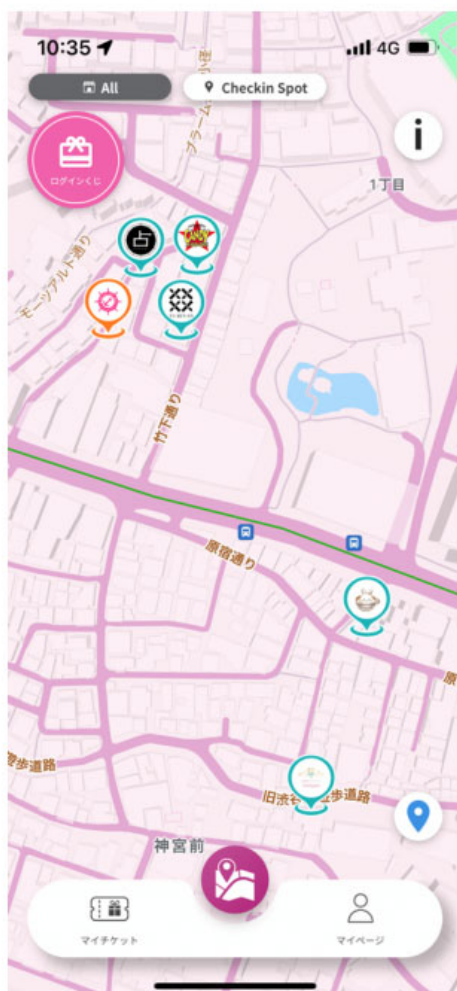 10:35
4G
All
Checkin Spot
ログインくじ
i
ブラームスの小径
1丁目
占
モーツアルト通り
竹下通り
原宿通り
原
遊歩道路
旧渋谷
歩道路
神宮前
マイチケット
マイページ